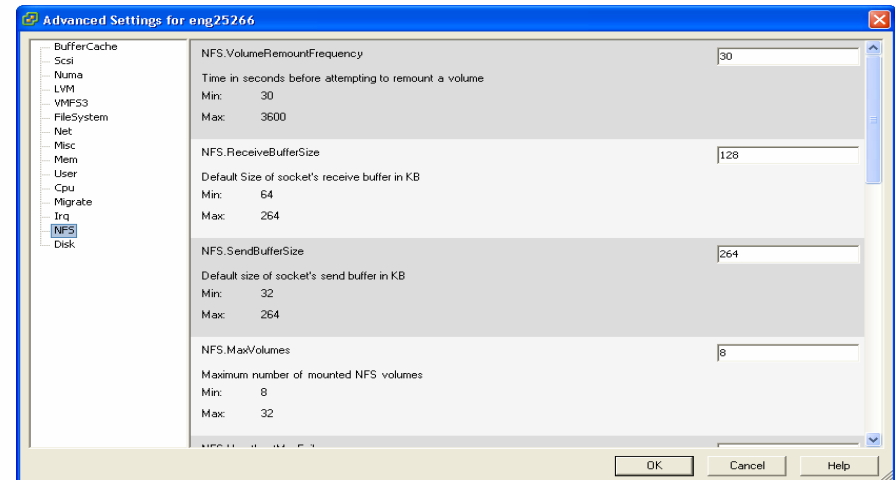 Advanced Settings for eng25266
BufferCache
Scsi
Numa
LVM
VMFS3
FileSystem
Net
Misc
Mem
User
Cpu
Migrate
Irq
NFS
Disk
NFS.VolumeRemountFrequency
30
Time in seconds before attempting to remount a volume
Min: 30
Max: 3600
NFS.ReceiveBufferSize
128
Default Size of socket's receive buffer in KB
Min: 64
Max: 264
NFS.SendBufferSize
264
Default size of socket's send buffer in KB
Min: 32
Max: 264
NFS.MaxVolumes
8
Maximum number of mounted NFS volumes
Min: 8
Max: 32
OK
Cancel
Help